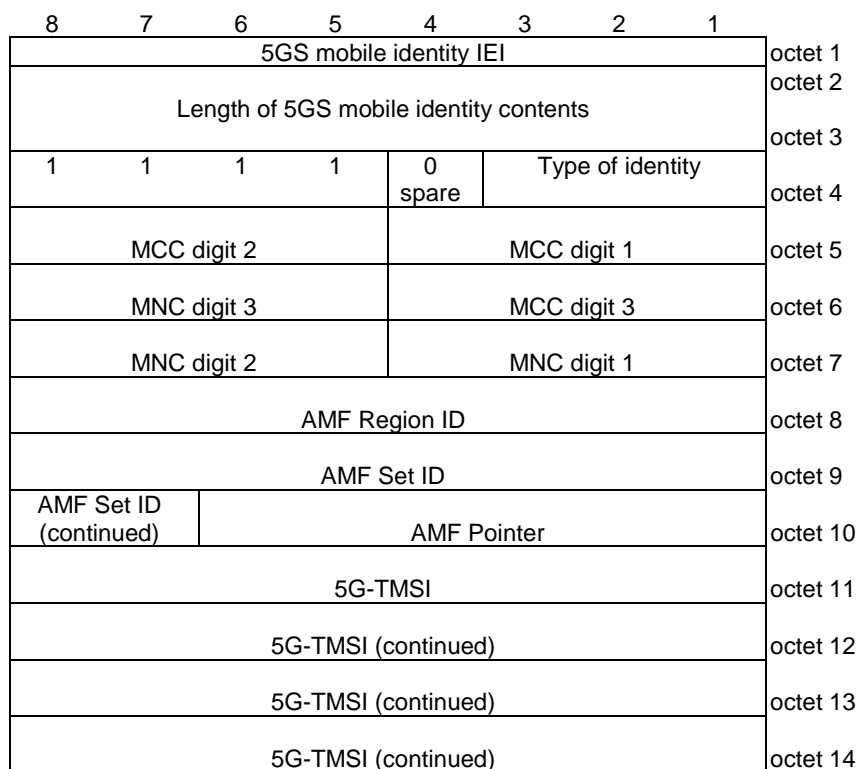 8 7 6 5 4 3 2 1
5GS mobile identity IEI octet 1
octet 2
Length of 5GS mobile identity contents
octet 3
1 1 1 1 0 Type of identity
spare octet 4
MCC digit 2 MCC digit 1 octet 5
MNC digit 3 MCC digit 3 octet 6
MNC digit 2 MNC digit 1 octet 7
AMF Region ID octet 8
AMF Set ID octet 9
AMF Set ID
(continued) AMF Pointer octet 10
5G-TMSI octet 11
5G-TMSI (continued) octet 12
5G-TMSI (continued) octet 13
5G-TMSI (continued) octet 14